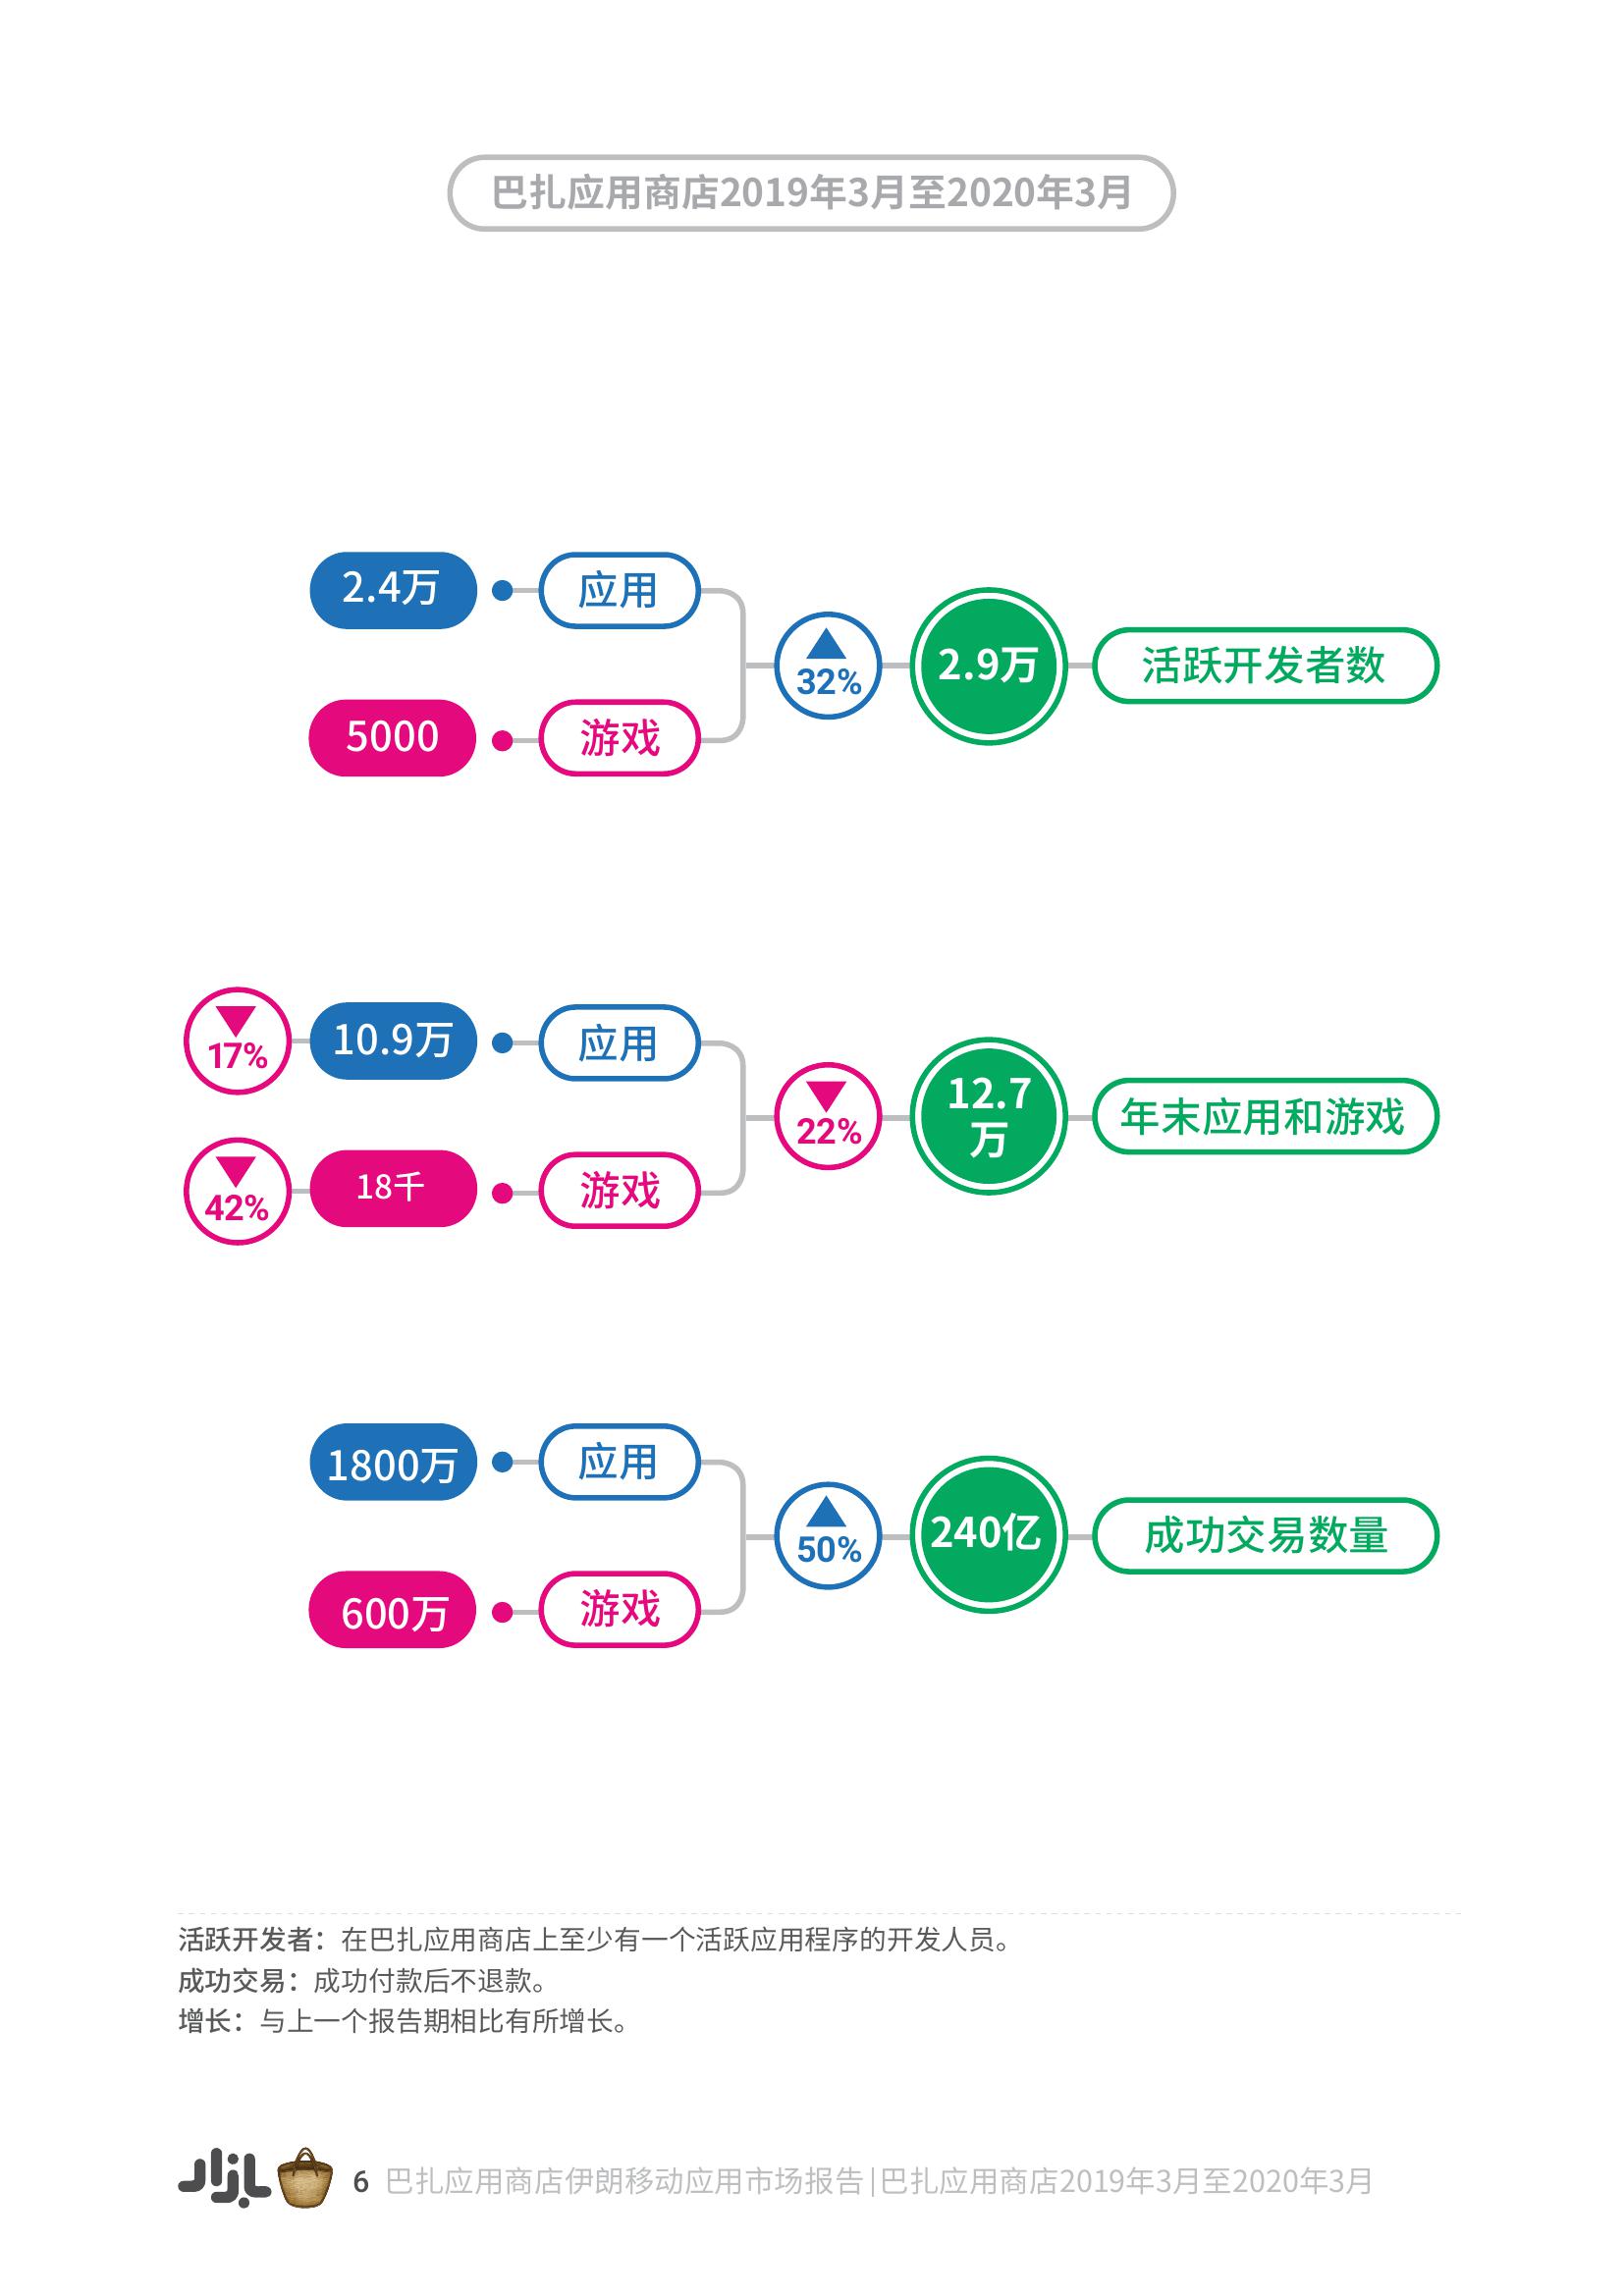 巴扎应用商店2019年3月至2020年3月
2.4万
应用
32%
2.9万
活跃开发者数
5000
游戏
17%
10.9万
应用
22%
12.7
万
年末应用和游戏
42%
18千
游戏
1800万
应用
50%
240亿
成功交易数量
600万
游戏
活跃开发者：在巴扎应用商店上至少有一个活跃应用程序的开发人员。
成功交易：成功付款后不退款。
增长：与上一个报告期相比有所增长。
بازار 6 巴扎应用商店伊朗移动应用市场报告|巴扎应用商店2019年3月至2020年3月